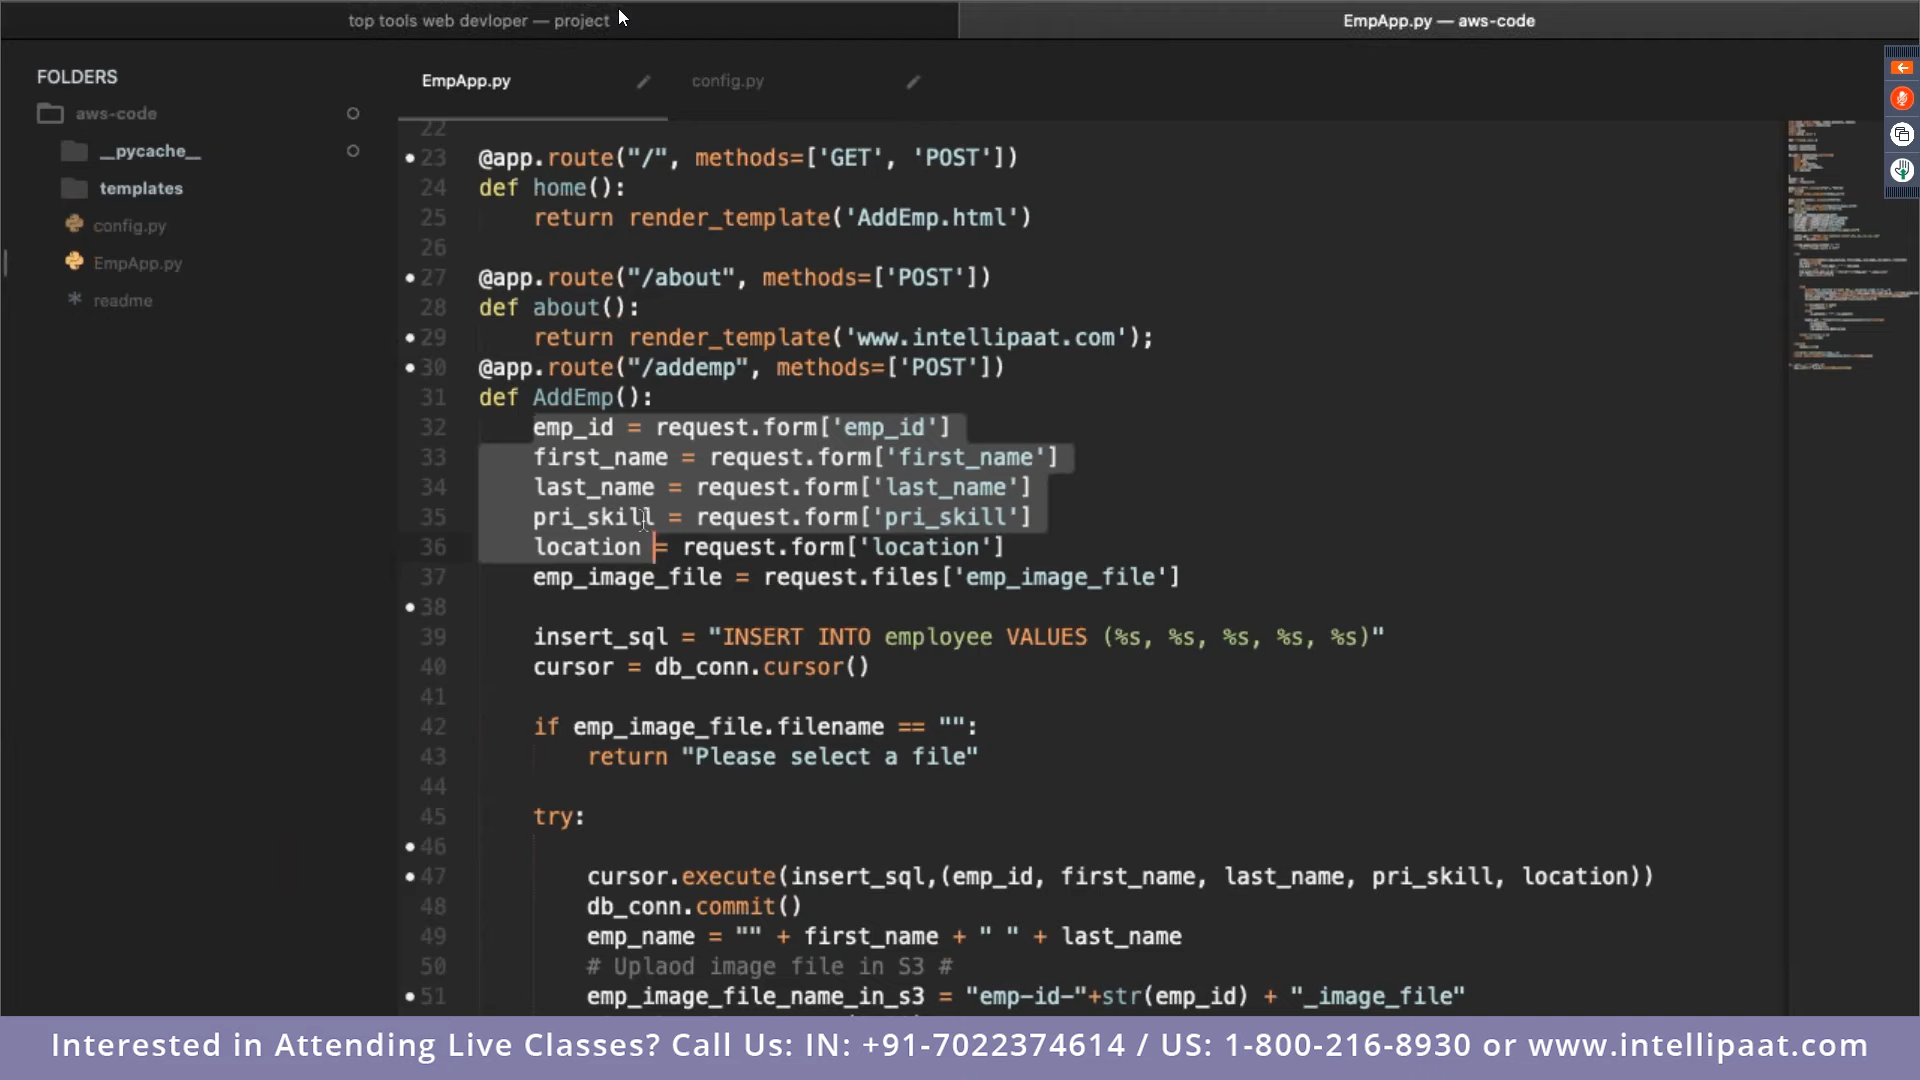 top tools web devloper — project
EmpApp.py — aws-code
FOLDERS
aws-code
__pycache__
templates
config.py
EmpApp.py
readme
EmpApp.py
config.py
22
23 @app.route("/", methods=['GET', 'POST'])
24 def home():
25     return render_template('AddEmp.html')
26
27 @app.route("/about", methods=['POST'])
28 def about():
29     return render_template('www.intellipaat.com');
30 @app.route("/addemp", methods=['POST'])
31 def AddEmp():
32     emp_id = request.form['emp_id']
33     first_name = request.form['first_name']
34     last_name = request.form['last_name']
35     pri_skill = request.form['pri_skill']
36     location = request.form['location']
37     emp_image_file = request.files['emp_image_file']
38
39     insert_sql = "INSERT INTO employee VALUES (%s, %s, %s, %s, %s)"
40     cursor = db_conn.cursor()
41
42     if emp_image_file.filename == "":
43         return "Please select a file"
44
45     try:
46
47         cursor.execute(insert_sql,(emp_id, first_name, last_name, pri_skill, location))
48         db_conn.commit()
49         emp_name = "" + first_name + " " + last_name
50         # Uplaod image file in S3 #
51         emp_image_file_name_in_s3 = "emp-id-"+str(emp_id) + "_image_file"
Interested in Attending Live Classes? Call Us: IN: +91-7022374614 / US: 1-800-216-8930 or www.intellipaat.com